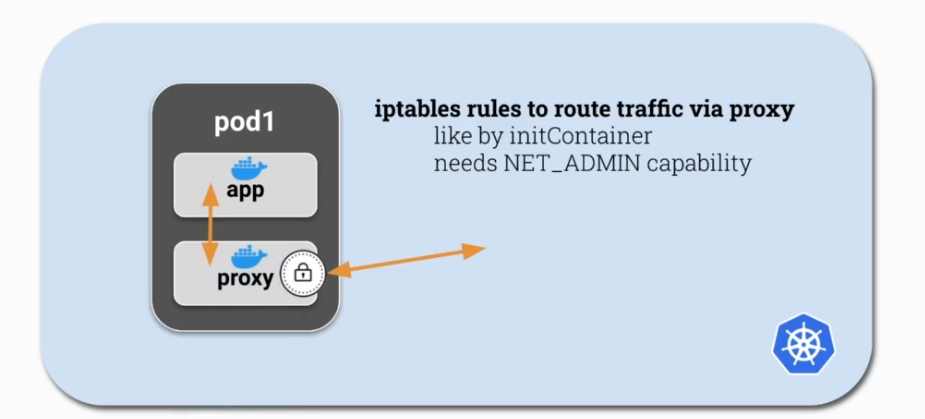 pod1
app
proxy
iptables rules to route traffic via proxy
like by initContainer
needs NET_ADMIN capability